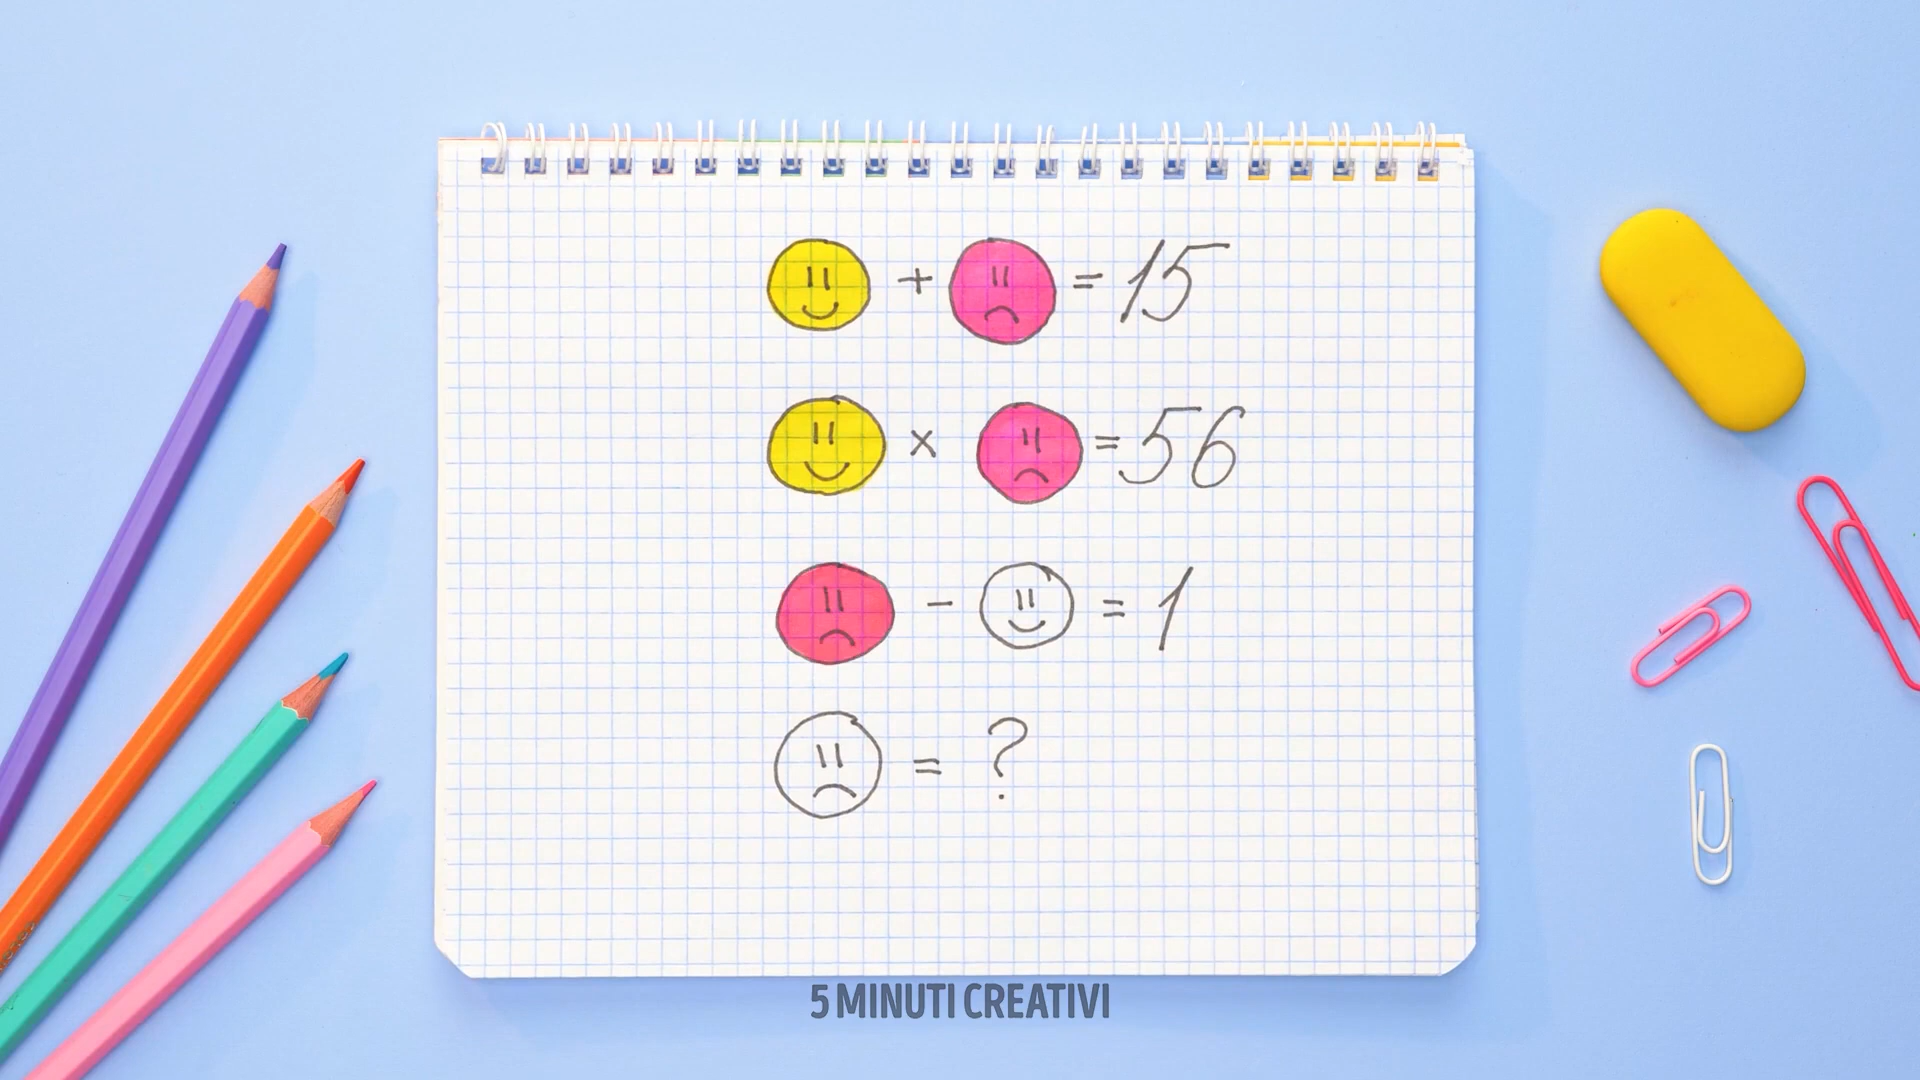 + = 15
x = 56
- = 1
= ?
5 MINUTI CREATIVI